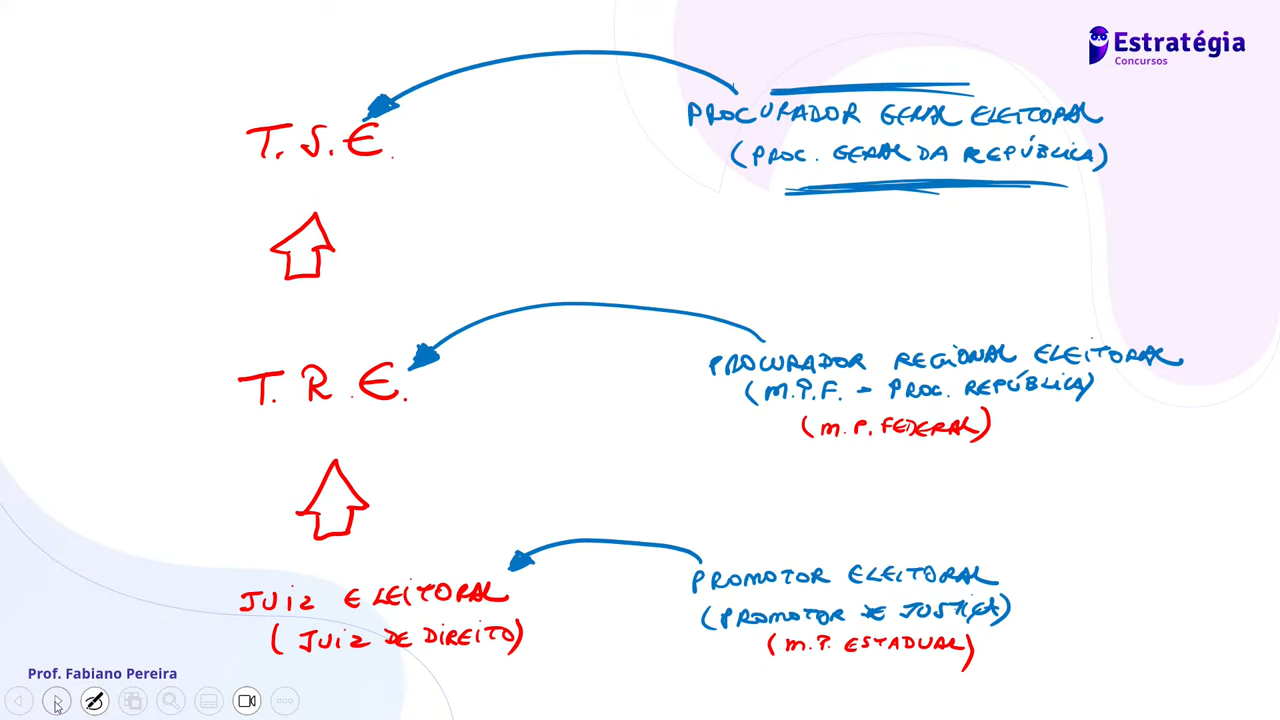 Estratégia
Concursos
PROCURADOR GERAL ELEITORAL
T.S.E.
(PROC. GERAL DA REPÚBLICA)
PROCURADOR REGIONAL ELEITORAL
T.R.E.
(M.P.F. - PROC. REPÚBLICA)
(M.P. FEDERAL)
PROMOTOR ELEITORAL
JUIZ ELEITORAL
(PROMOTOR DE JUSTIÇA)
(JUIZ DE DIREITO)
(M.P. ESTADUAL)
Prof. Fabiano Pereira